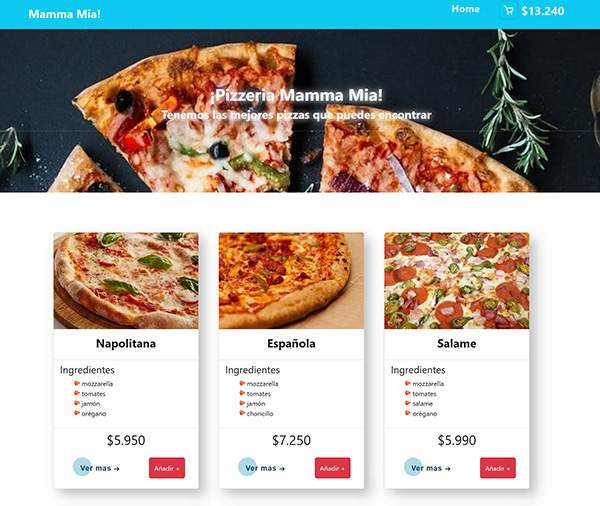 Mamma Mia!
Home
$13.240
¡Pizzeria Mamma Mia!
Tenemos las mejores pizzas que puedes encontrar
Napolitana
Ingredientes
mozzarella
tomates
jamón
orégano
$5.950
Ver mas →
Añadir +
Española
Ingredientes
mozzarella
tomates
jamón
choricillo
$7.250
Ver mas →
Añadir +
Salame
Ingredientes
mozzarella
tomates
salame
orégano
$5.990
Ver mas →
Añadir +